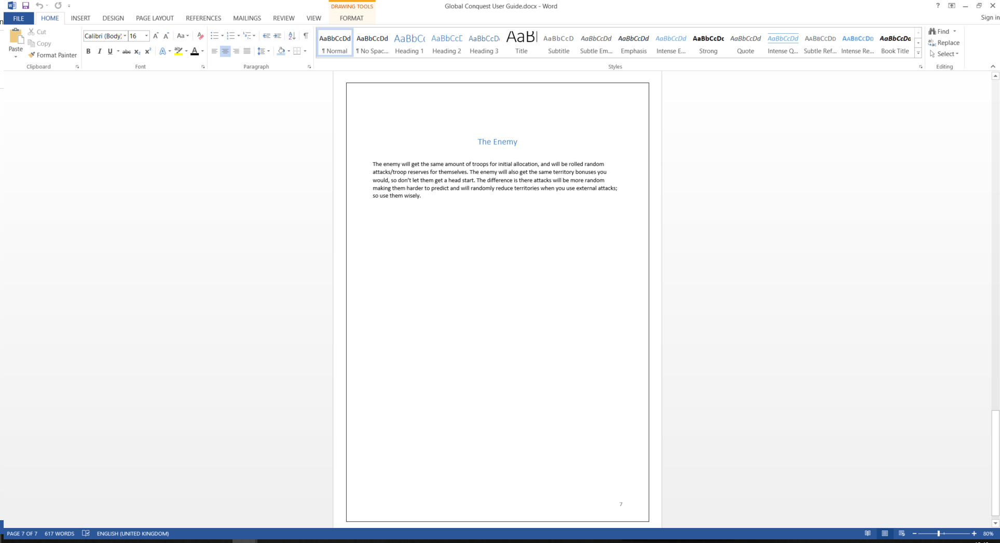 DRAWING TOOLS
Global Conquest User Guide.docx - Word
?
Sign in
FILE HOME INSERT DESIGN PAGE LAYOUT REFERENCES MAILINGS REVIEW VIEW FORMAT
Paste
Cut
Copy
Format Painter
Clipboard
Calibri (Body) 16 Aa
B I U abc X₂ X² A aby A
Font
Paragraph
AaBbCcDd AaBbCcDd AaBbC AaBbCcD AaBbCcD AaB AaBbCcD AaBbCcDd AaBbCcDd AaBbCcDd AaBbCcDc AaBbCcDd AaBbCcDd AaBbCcDd AaBbCcDd AaBbCcDd
¶ Normal ¶ No Spac... Heading 1 Heading 2 Heading 3 Title Subtitle Subtle Em... Emphasis Intense E... Strong Quote Intense Q... Subtle Ref... Intense Re... Book Title
Styles
Find
Replace
Select
Editing
The Enemy
The enemy will get the same amount of troops for initial allocation, and will be rolled random
attacks/troop reserves for themselves. The enemy will also get the same territory bonuses you
would, so don’t let them get a head start. The difference is there attacks will be more random
making them harder to predict and will randomly reduce territories when you use external attacks;
so use them wisely.
7
PAGE 7 OF 7 617 WORDS ENGLISH (UNITED KINGDOM)
80%